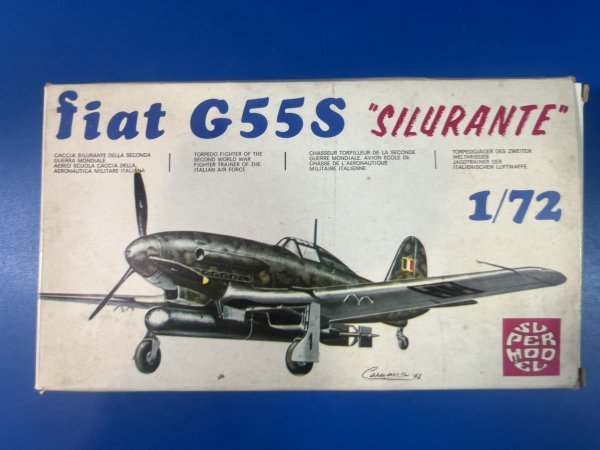 fiat G55S "SILURANTE"
CACCIA SILURANTE DELLA SECONDA
GUERRA MONDIALE
AEREO SCUOLA CACCIA DELLA
AERONAUTICA MILITARE ITALIANA
TORPEDO FIGHTER OF THE
SECOND WORLD WAR
FIGHTER TRAINER OF THE
ITALIAN AIR FORCE
CHASSEUR TORPILLEUR DE LA SECONDE
GUERRE MONDIALE. AVION ECOLE DE
CHASSE DE L'AERONAUTIQUE
MILITAIRE ITALIENNE
TORPEDOJAGER DES ZWEITEN
WELTKRIEGES
JAGDTRAINER DER
ITALIENISCHEN LUFTWAFFE
1/72
SU
PER
MOD
EL